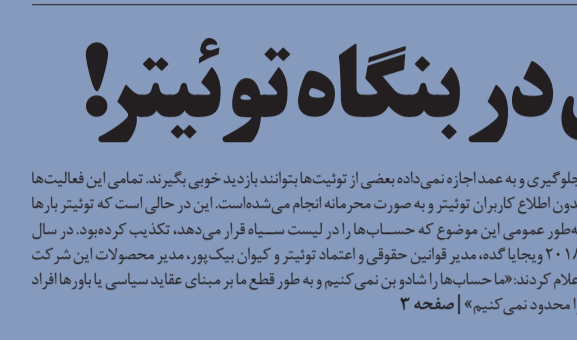 در بنگاه توئیتر!
جلوگیری و به عمد اجازه نمی‌داده بعضی از توئیت‌ها بتوانند بازدید خوبی بگیرند. تمامی این فعالیت‌ها
بدون اطلاع کاربران توئیتر و به صورت محرمانه انجام می‌شده‌است. این در حالی است که توئیتر بارها
به‌طور عمومی این موضوع که حساب‌ها را در لیست سیاه قرار می‌دهد، تکذیب کرده‌بود. در سال
۲۰۱۸ ویجایا گده، مدیر قوانین حقوقی و اعتماد توئیتر و کیوان بیک‌پور، مدیر محصولات این شرکت
اعلام کردند: «ما حساب‌ها را شادو بن نمی‌کنیم و به طور قطع ما بر مبنای عقاید سیاسی یا باورها افراد
را محدود نمی‌کنیم» | صفحه ۳